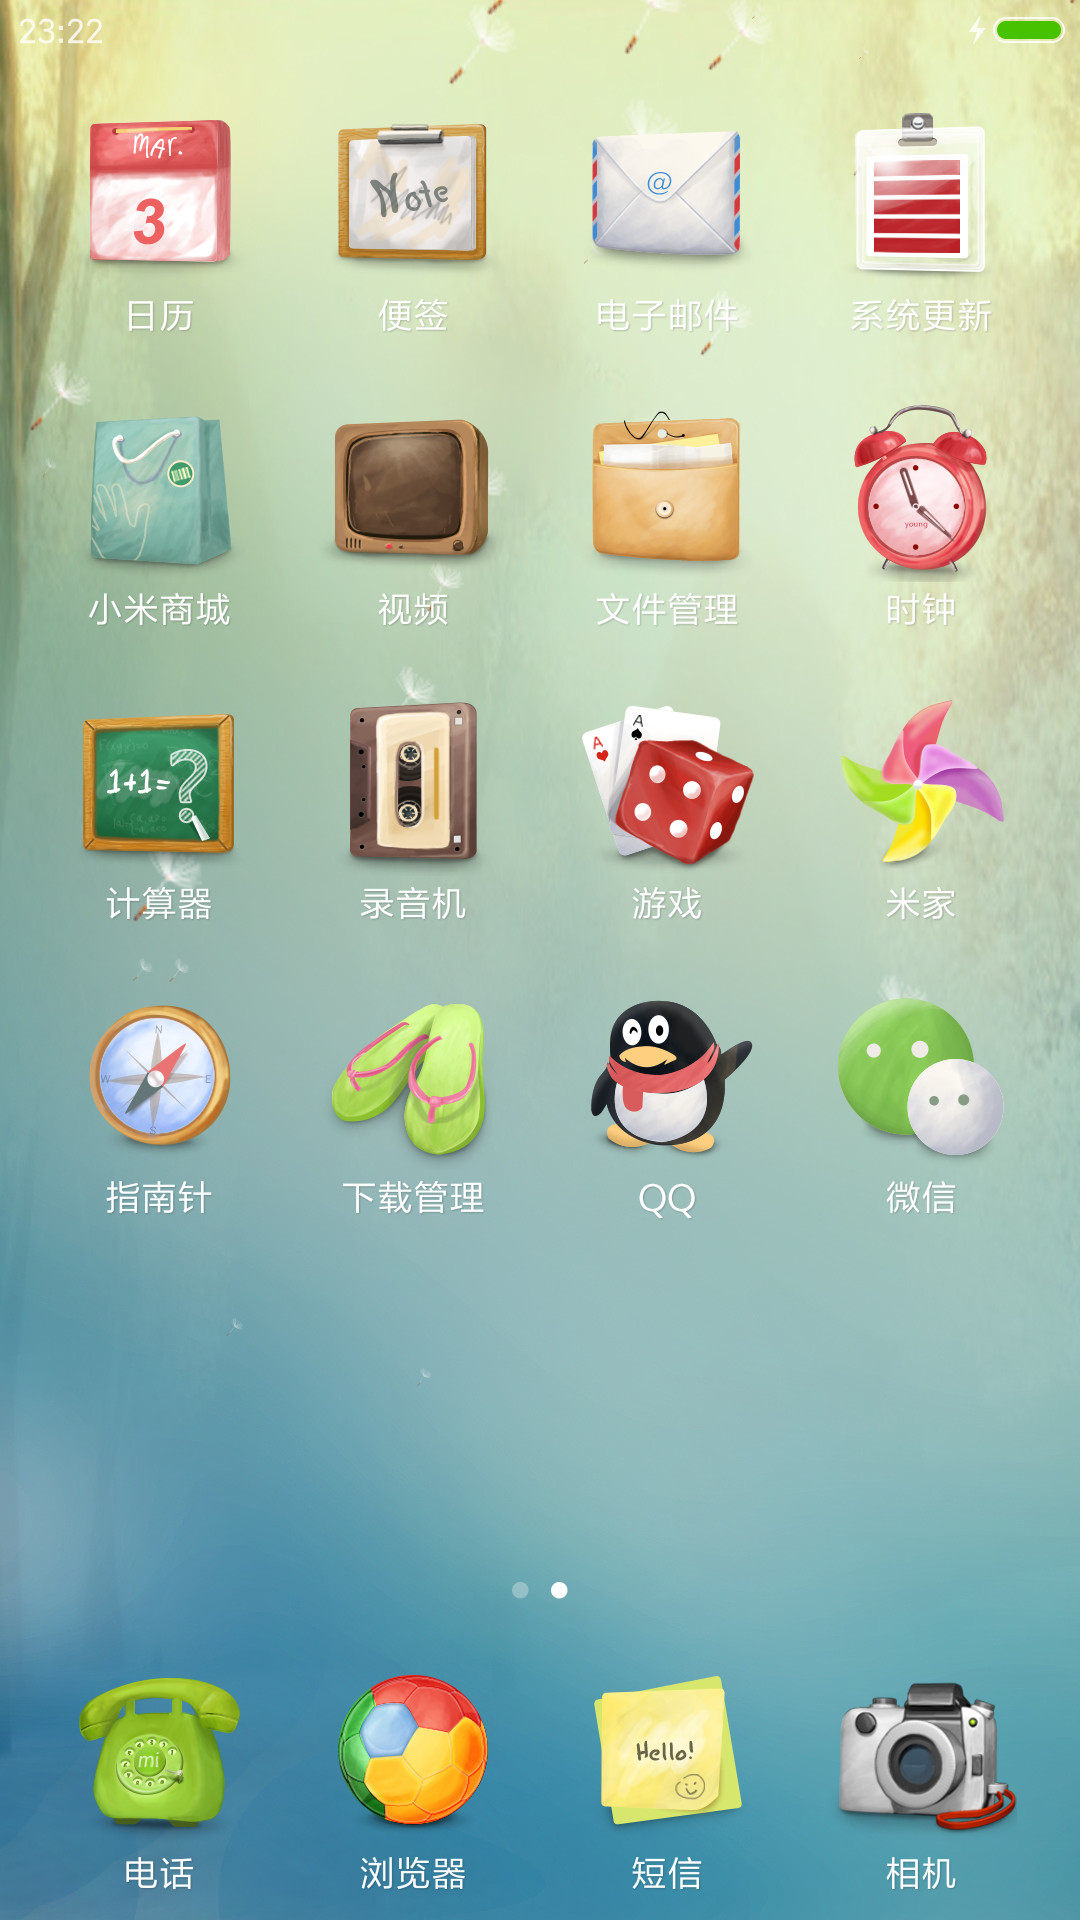 23:22
MAR.
3
Note
@
日历
便签
电子邮件
系统更新
young
小米商城
视频
文件管理
时钟
1+1=?
A
A
计算器
录音机
游戏
米家
N
W
E
S
指南针
下载管理
QQ
微信
mi
Hello!
电话
浏览器
短信
相机